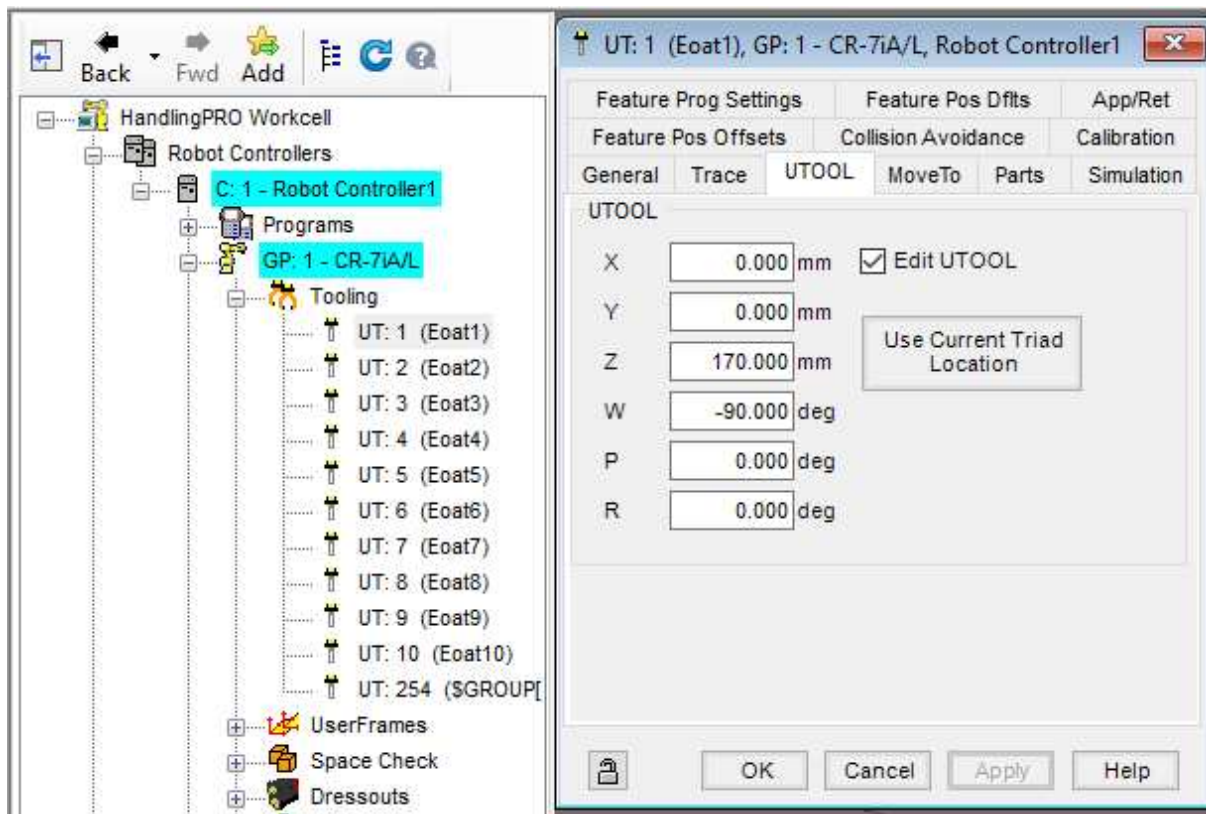 Back Fwd Add
HandlingPRO Workcell
Robot Controllers
C: 1 - Robot Controller1
Programs
GP: 1 - CR-7iA/L
Tooling
UT: 1 (Eoat1)
UT: 2 (Eoat2)
UT: 3 (Eoat3)
UT: 4 (Eoat4)
UT: 5 (Eoat5)
UT: 6 (Eoat6)
UT: 7 (Eoat7)
UT: 8 (Eoat8)
UT: 9 (Eoat9)
UT: 10 (Eoat10)
UT: 254 ($GROUP[
UserFrames
Space Check
Dressouts
UT: 1 (Eoat1), GP: 1 - CR-7iA/L, Robot Controller1
Feature Prog Settings Feature Pos Dflts App/Ret
Feature Pos Offsets Collision Avoidance Calibration
General Trace UTOOL MoveTo Parts Simulation
UTOOL
X 0.000 mm Edit UTOOL
Y 0.000 mm
Use Current Triad
Location
Z 170.000 mm
W -90.000 deg
P 0.000 deg
R 0.000 deg
OK Cancel Apply Help